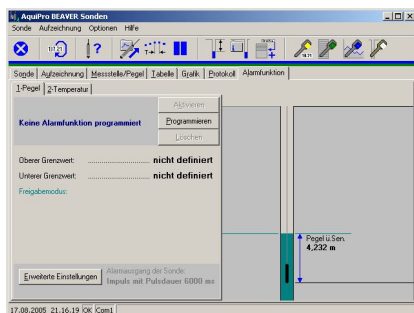 AquiPro BEAVER Sonden
Sonde Aufzeichnung Optionen Hilfe
Sonde Aufzeichnung Messstelle/Pegel Tabelle Grafik Protokoll Alarmfunktion
1-Pegel 2-Temperatur
Aktivieren
Keine Alarmfunktion programmiert
Programmieren
Löschen
Oberer Grenzwert: nicht definiert
Unterer Grenzwert: nicht definiert
Freigabemodus:
Pegel ü.Sen.
4,232 m
Erweiterte Einstellungen
Alarmausgang der Sonde:
Impuls mit Pulsdauer 6000 ms
17.08.2005 21.16.19 OK Com1